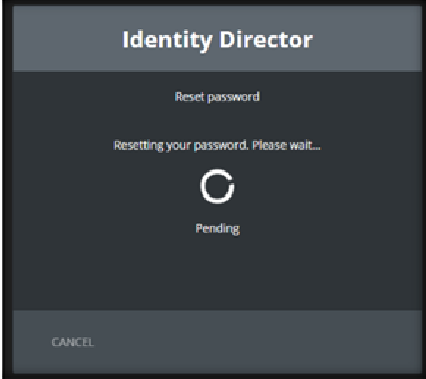 Identity Director
Reset password
Resetting your password. Please wait...
Pending
CANCEL